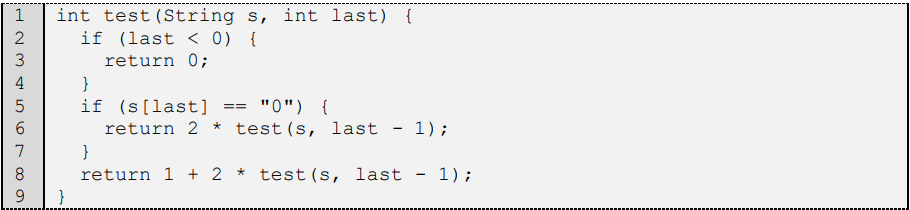 1 int test(String s, int last) {
2 if (last < 0) {
3 return 0;
4 }
5 if (s[last] == "0") {
6 return 2 * test(s, last - 1);
7 }
8 return 1 + 2 * test(s, last - 1);
9 }